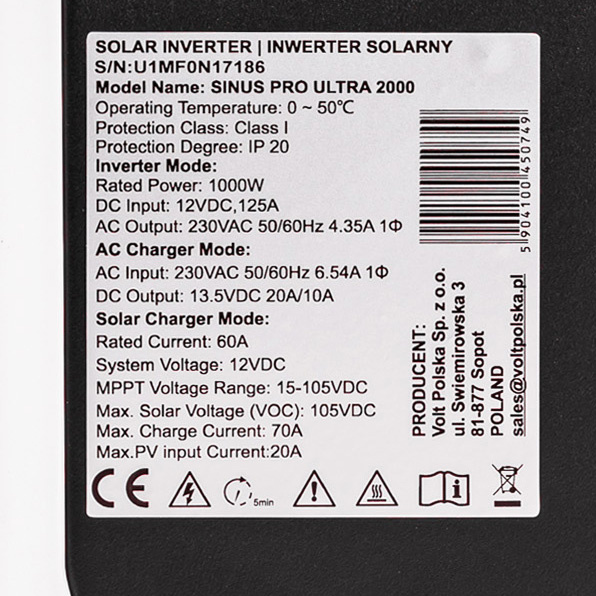 SOLAR INVERTER | INWERTER SOLARNY
S/N:U1MF0N17186
Model Name: SINUS PRO ULTRA 2000
Operating Temperature: 0 ~ 50℃
Protection Class: Class I
Protection Degree: IP 20
Inverter Mode:
Rated Power: 1000W
DC Input: 12VDC,125A
AC Output: 230VAC 50/60Hz 4.35A 1Φ
AC Charger Mode:
AC Input: 230VAC 50/60Hz 6.54A 1Φ
DC Output: 13.5VDC 20A/10A
Solar Charger Mode:
Rated Current: 60A
System Voltage: 12VDC
MPPT Voltage Range: 15-105VDC
Max. Solar Voltage (VOC): 105VDC
Max. Charge Current: 70A
Max.PV input Current:20A
CE
5min
i
5 904100 450749
PRODUCENT:
Volt Polska Sp. z o.o.
ul. Swiemirowska 3
81-877 Sopot
POLAND
sales@voltpolska.pl